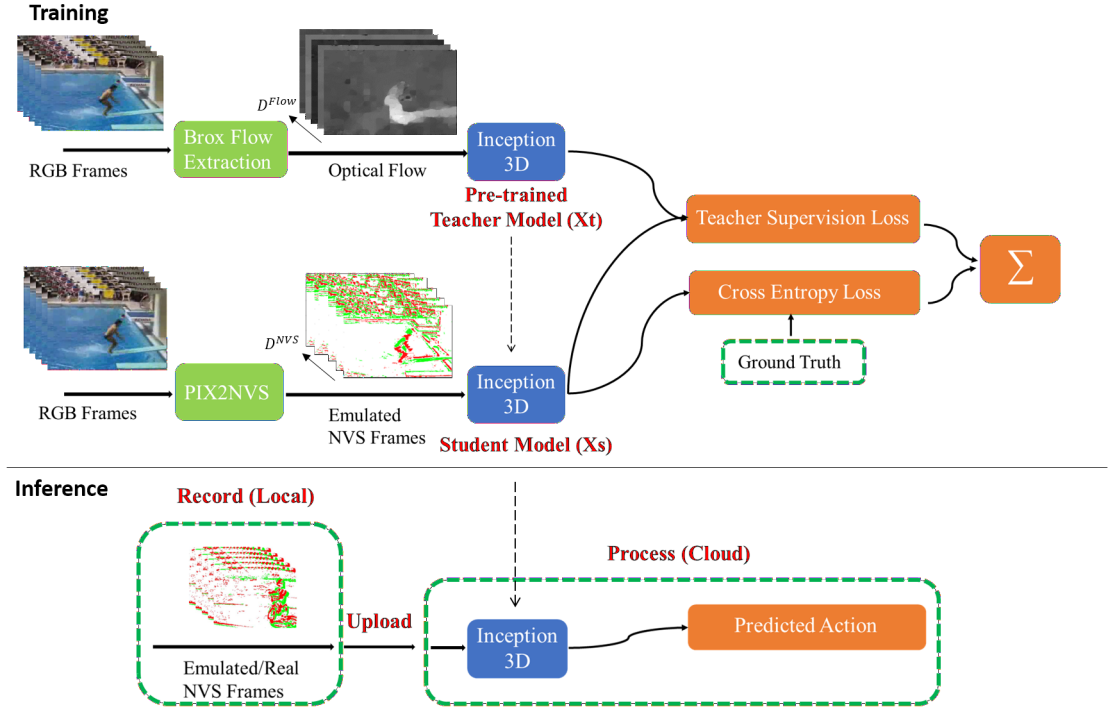 Training
D^{Flow}
Brox Flow
Extraction
RGB Frames
Optical Flow
Inception
3D
Pre-trained
Teacher Model (Xt)
Teacher Supervision Loss
∑
Cross Entropy Loss
Ground Truth
D^{NVS}
PIX2NVS
RGB Frames
Emulated
NVS Frames
Inception
3D
Student Model (Xs)
Inference
Record (Local)
Emulated/Real
NVS Frames
Upload
Process (Cloud)
Inception
3D
Predicted Action